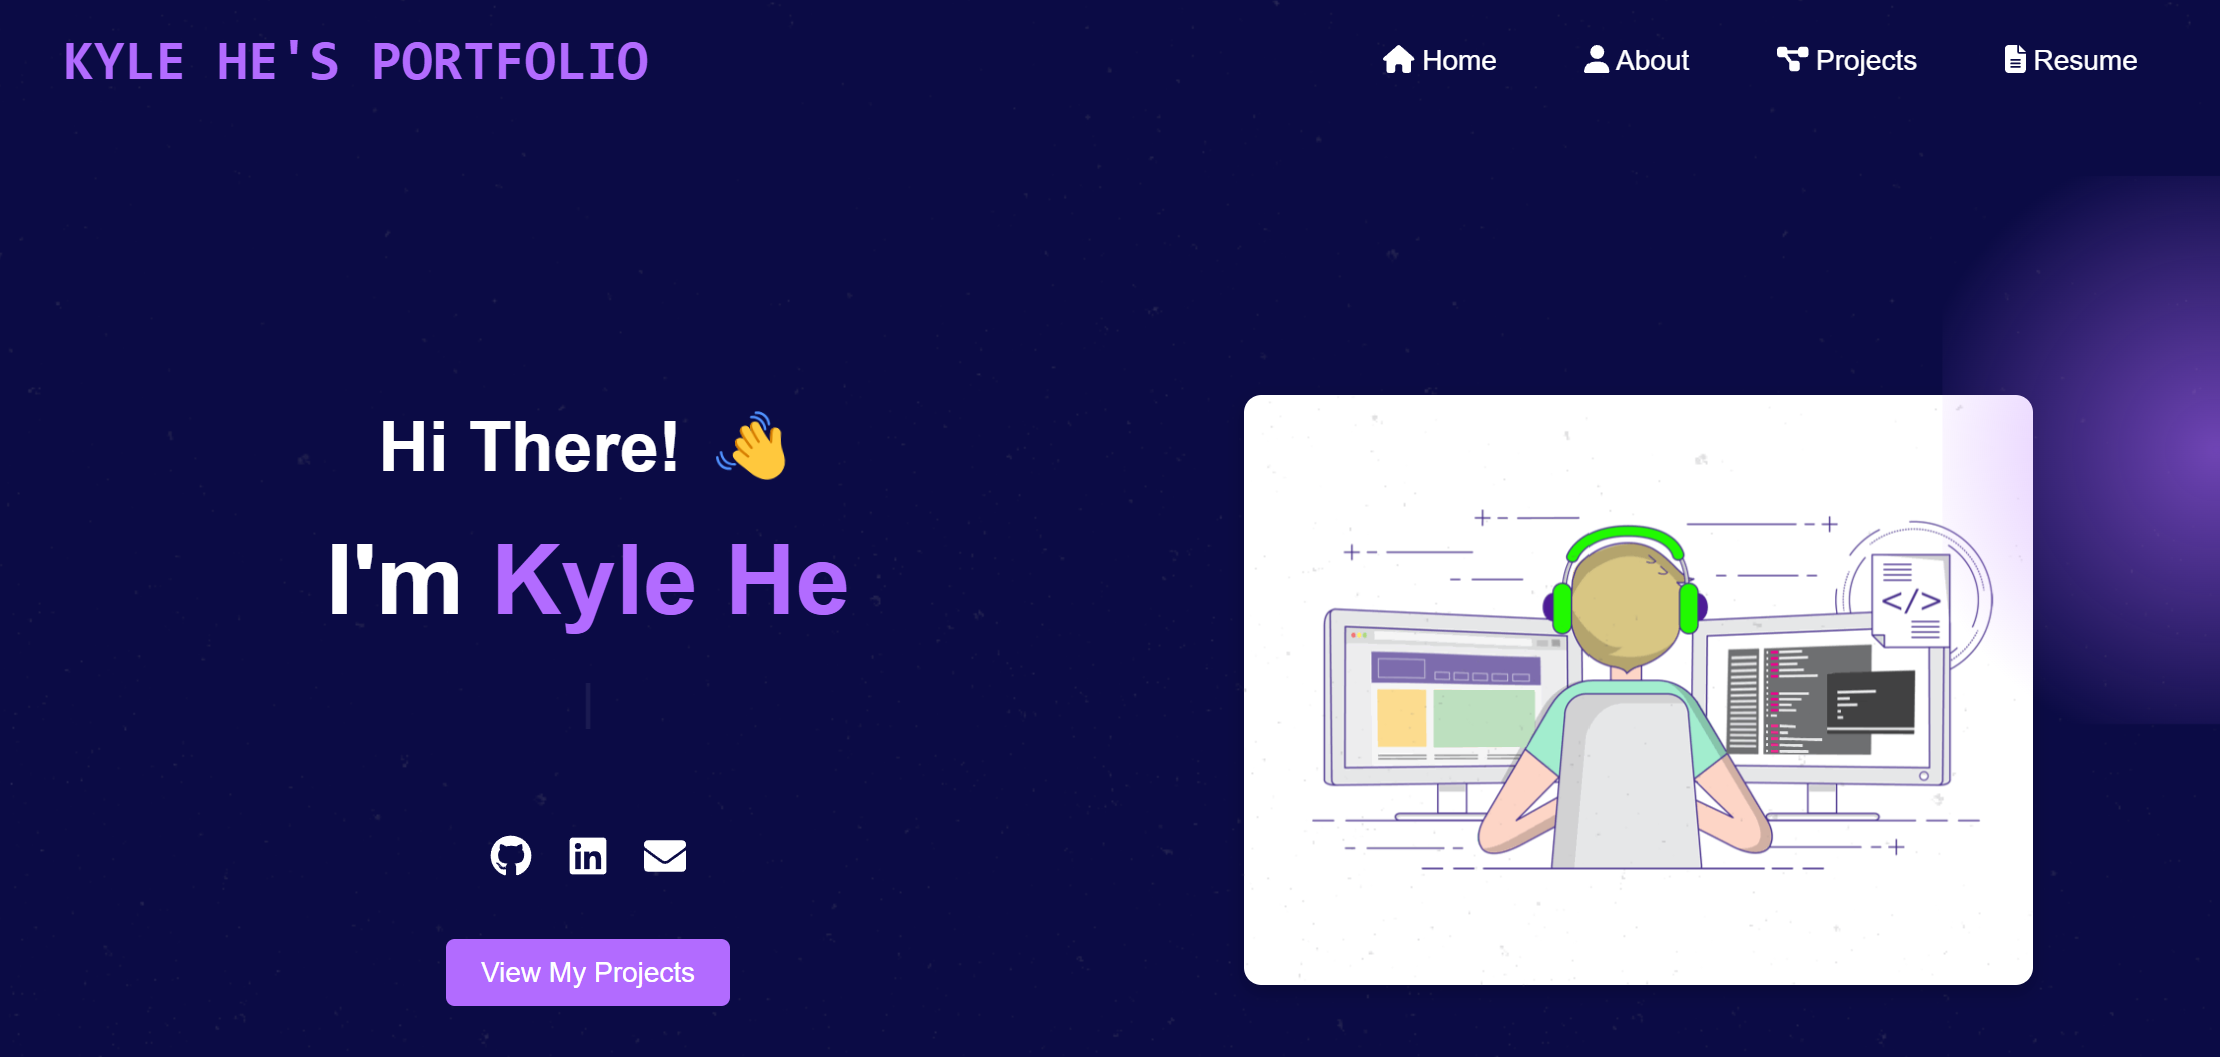 KYLE HE'S PORTFOLIO
Home
About
Projects
Resume
Hi There! 👋
I'm Kyle He
</>
View My Projects